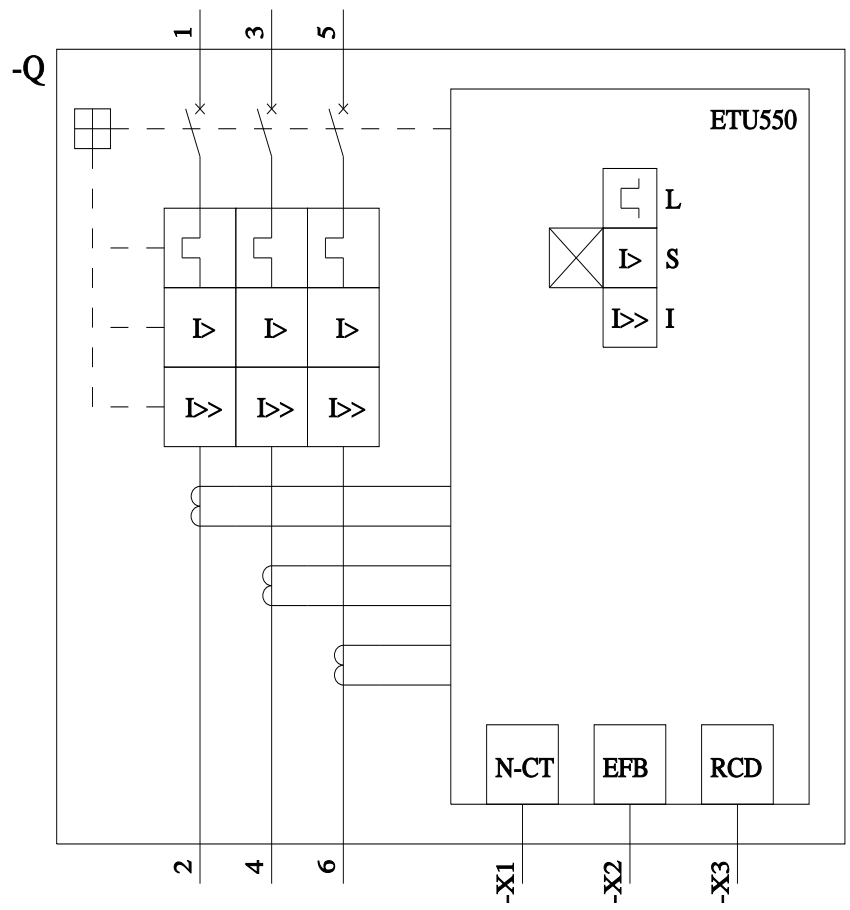 1 3 5
-Q
ETU550
L
I> S
I>> I
I> I> I>
I>> I>> I>>
N-CT EFB RCD
2 4 6 -X1 -X2 -X3